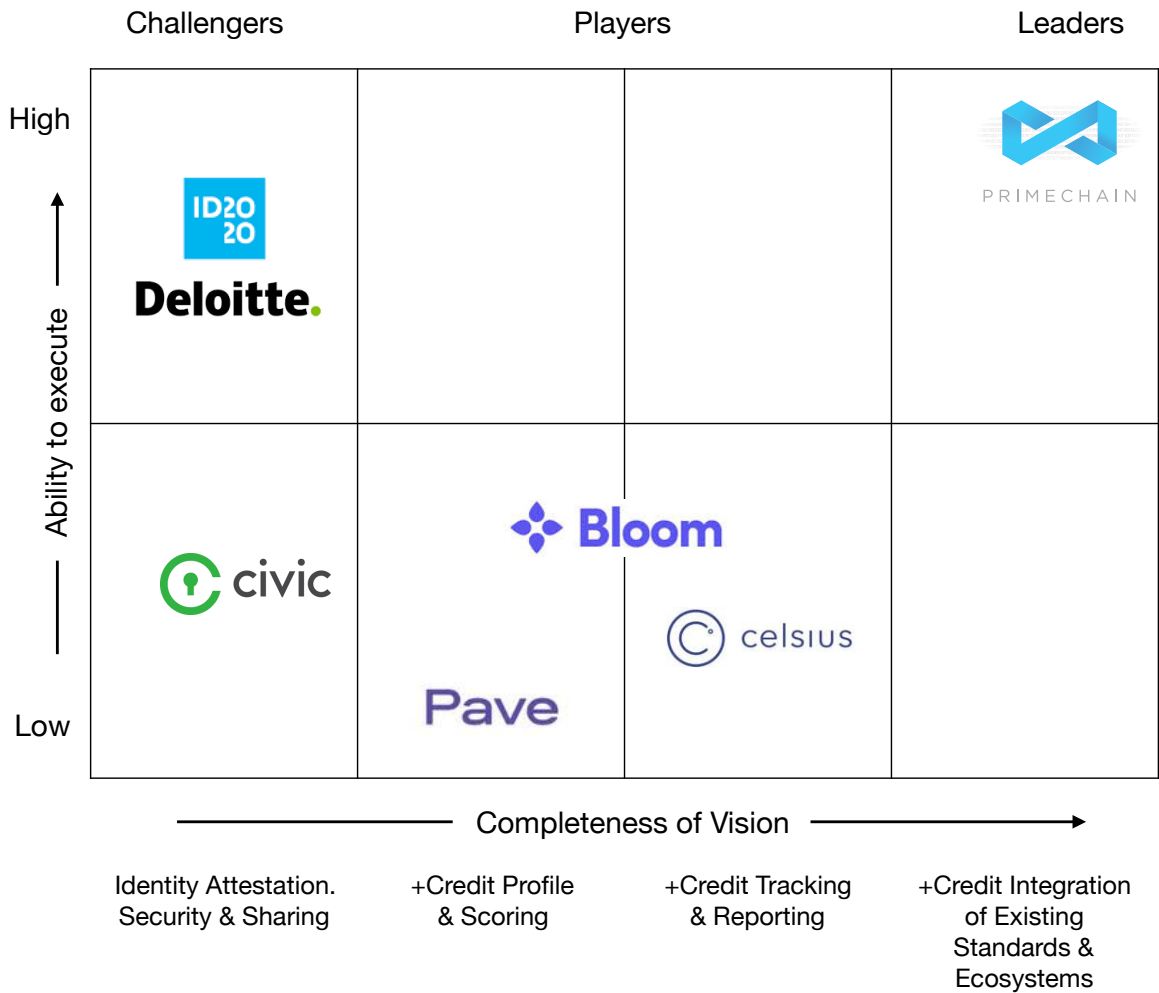 Challengers
Players
Leaders
High
PRIMECHAIN
ID20
20
Deloitte.
Ability to execute
Bloom
civic
celsius
Pave
Low
Completeness of Vision
Identity Attestation.
Security & Sharing
+Credit Profile
& Scoring
+Credit Tracking
& Reporting
+Credit Integration
of Existing
Standards &
Ecosystems